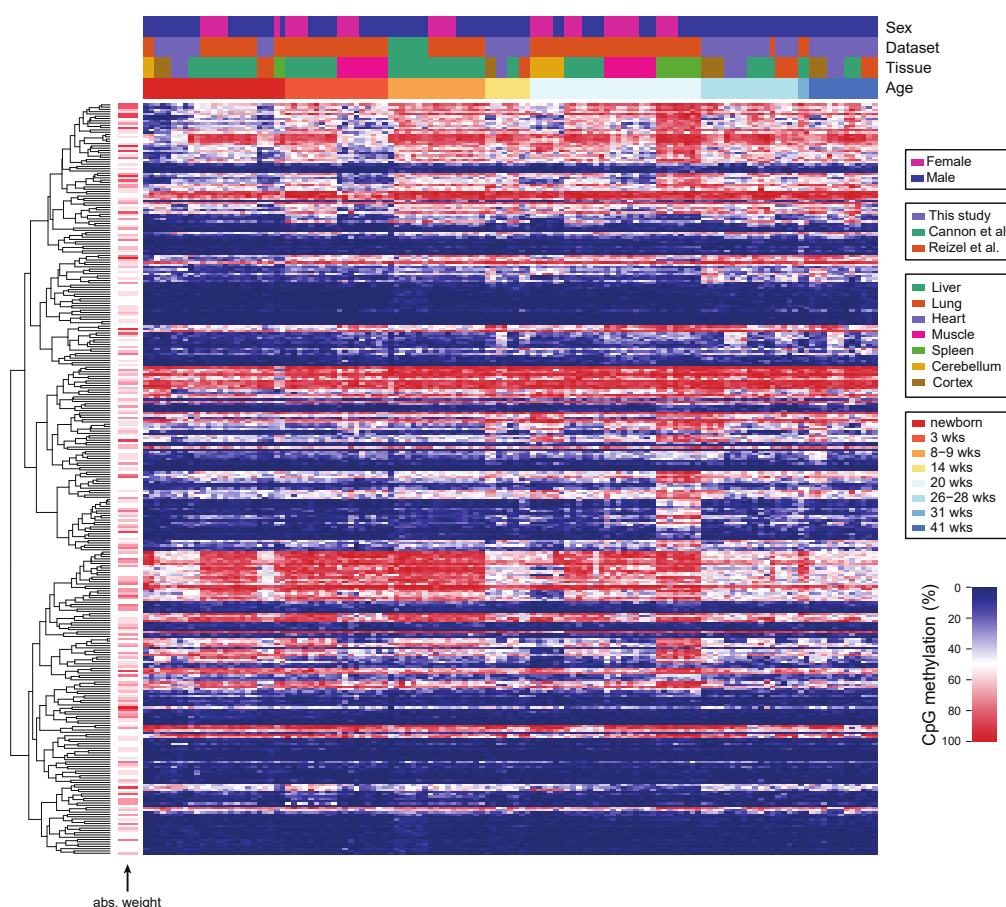 Sex
Dataset
Tissue
Age
Female
Male
This study
Cannon et al
Reizel et al.
Liver
Lung
Heart
Muscle
Spleen
Cerebellum
Cortex
newborn
3 wks
8−9 wks
14 wks
20 wks
26−28 wks
31 wks
41 wks
CpG methylation (%)
0
20
40
60
80
100
abs. weight